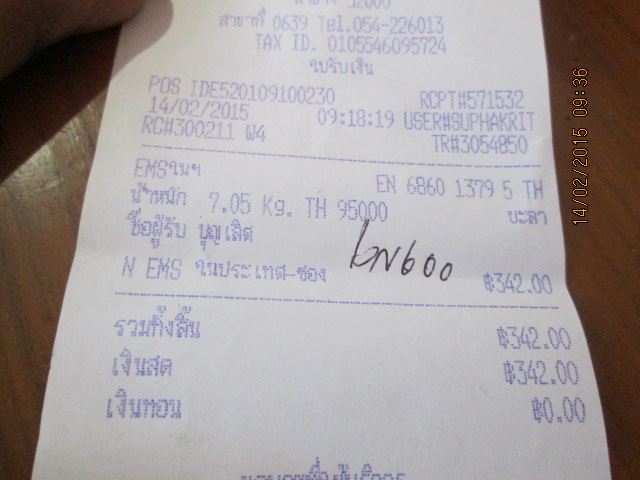 52000
สาขาที่ 0639 Tel.054-226013
TAX ID. 0105546095724
ใบรับเงิน
POS IDE520109100230 RCPT#571532
14/02/2015 09:18:19 USER#SUPHAKRIT
RC#300211 W4 TR#3054850
EMSในฯ EN 6860 1379 5 TH
น้ำหนัก 7.05 Kg. TH 95000 ยะลา
ชื่อผู้รับ บุญเลิศ
N EMS ในประเทศ-ซอง ฿342.00
รวมทั้งสิ้น ฿342.00
เงินสด ฿342.00
เงินทอน ฿0.00
14/02/2015 09:36